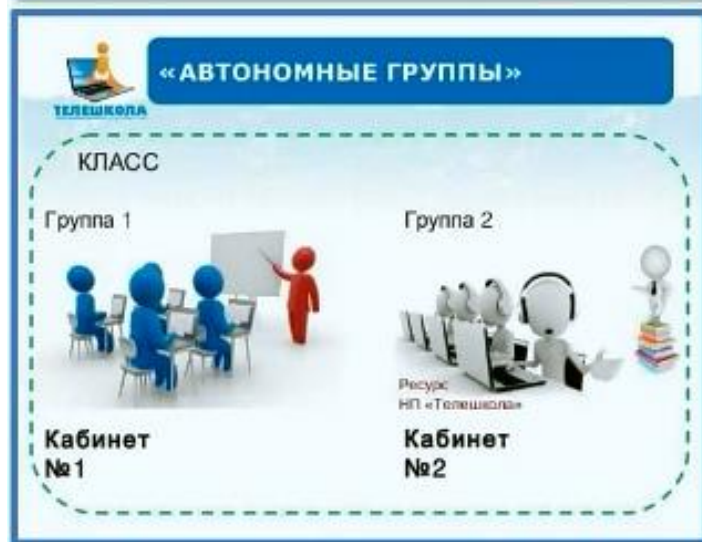 «АВТОНОМНЫЕ ГРУППЫ»
ТЕЛЕШКОЛА
КЛАСС
Группа 1
Группа 2
Ресурс
НП «Телешкола»
Кабинет
№1
Кабинет
№2